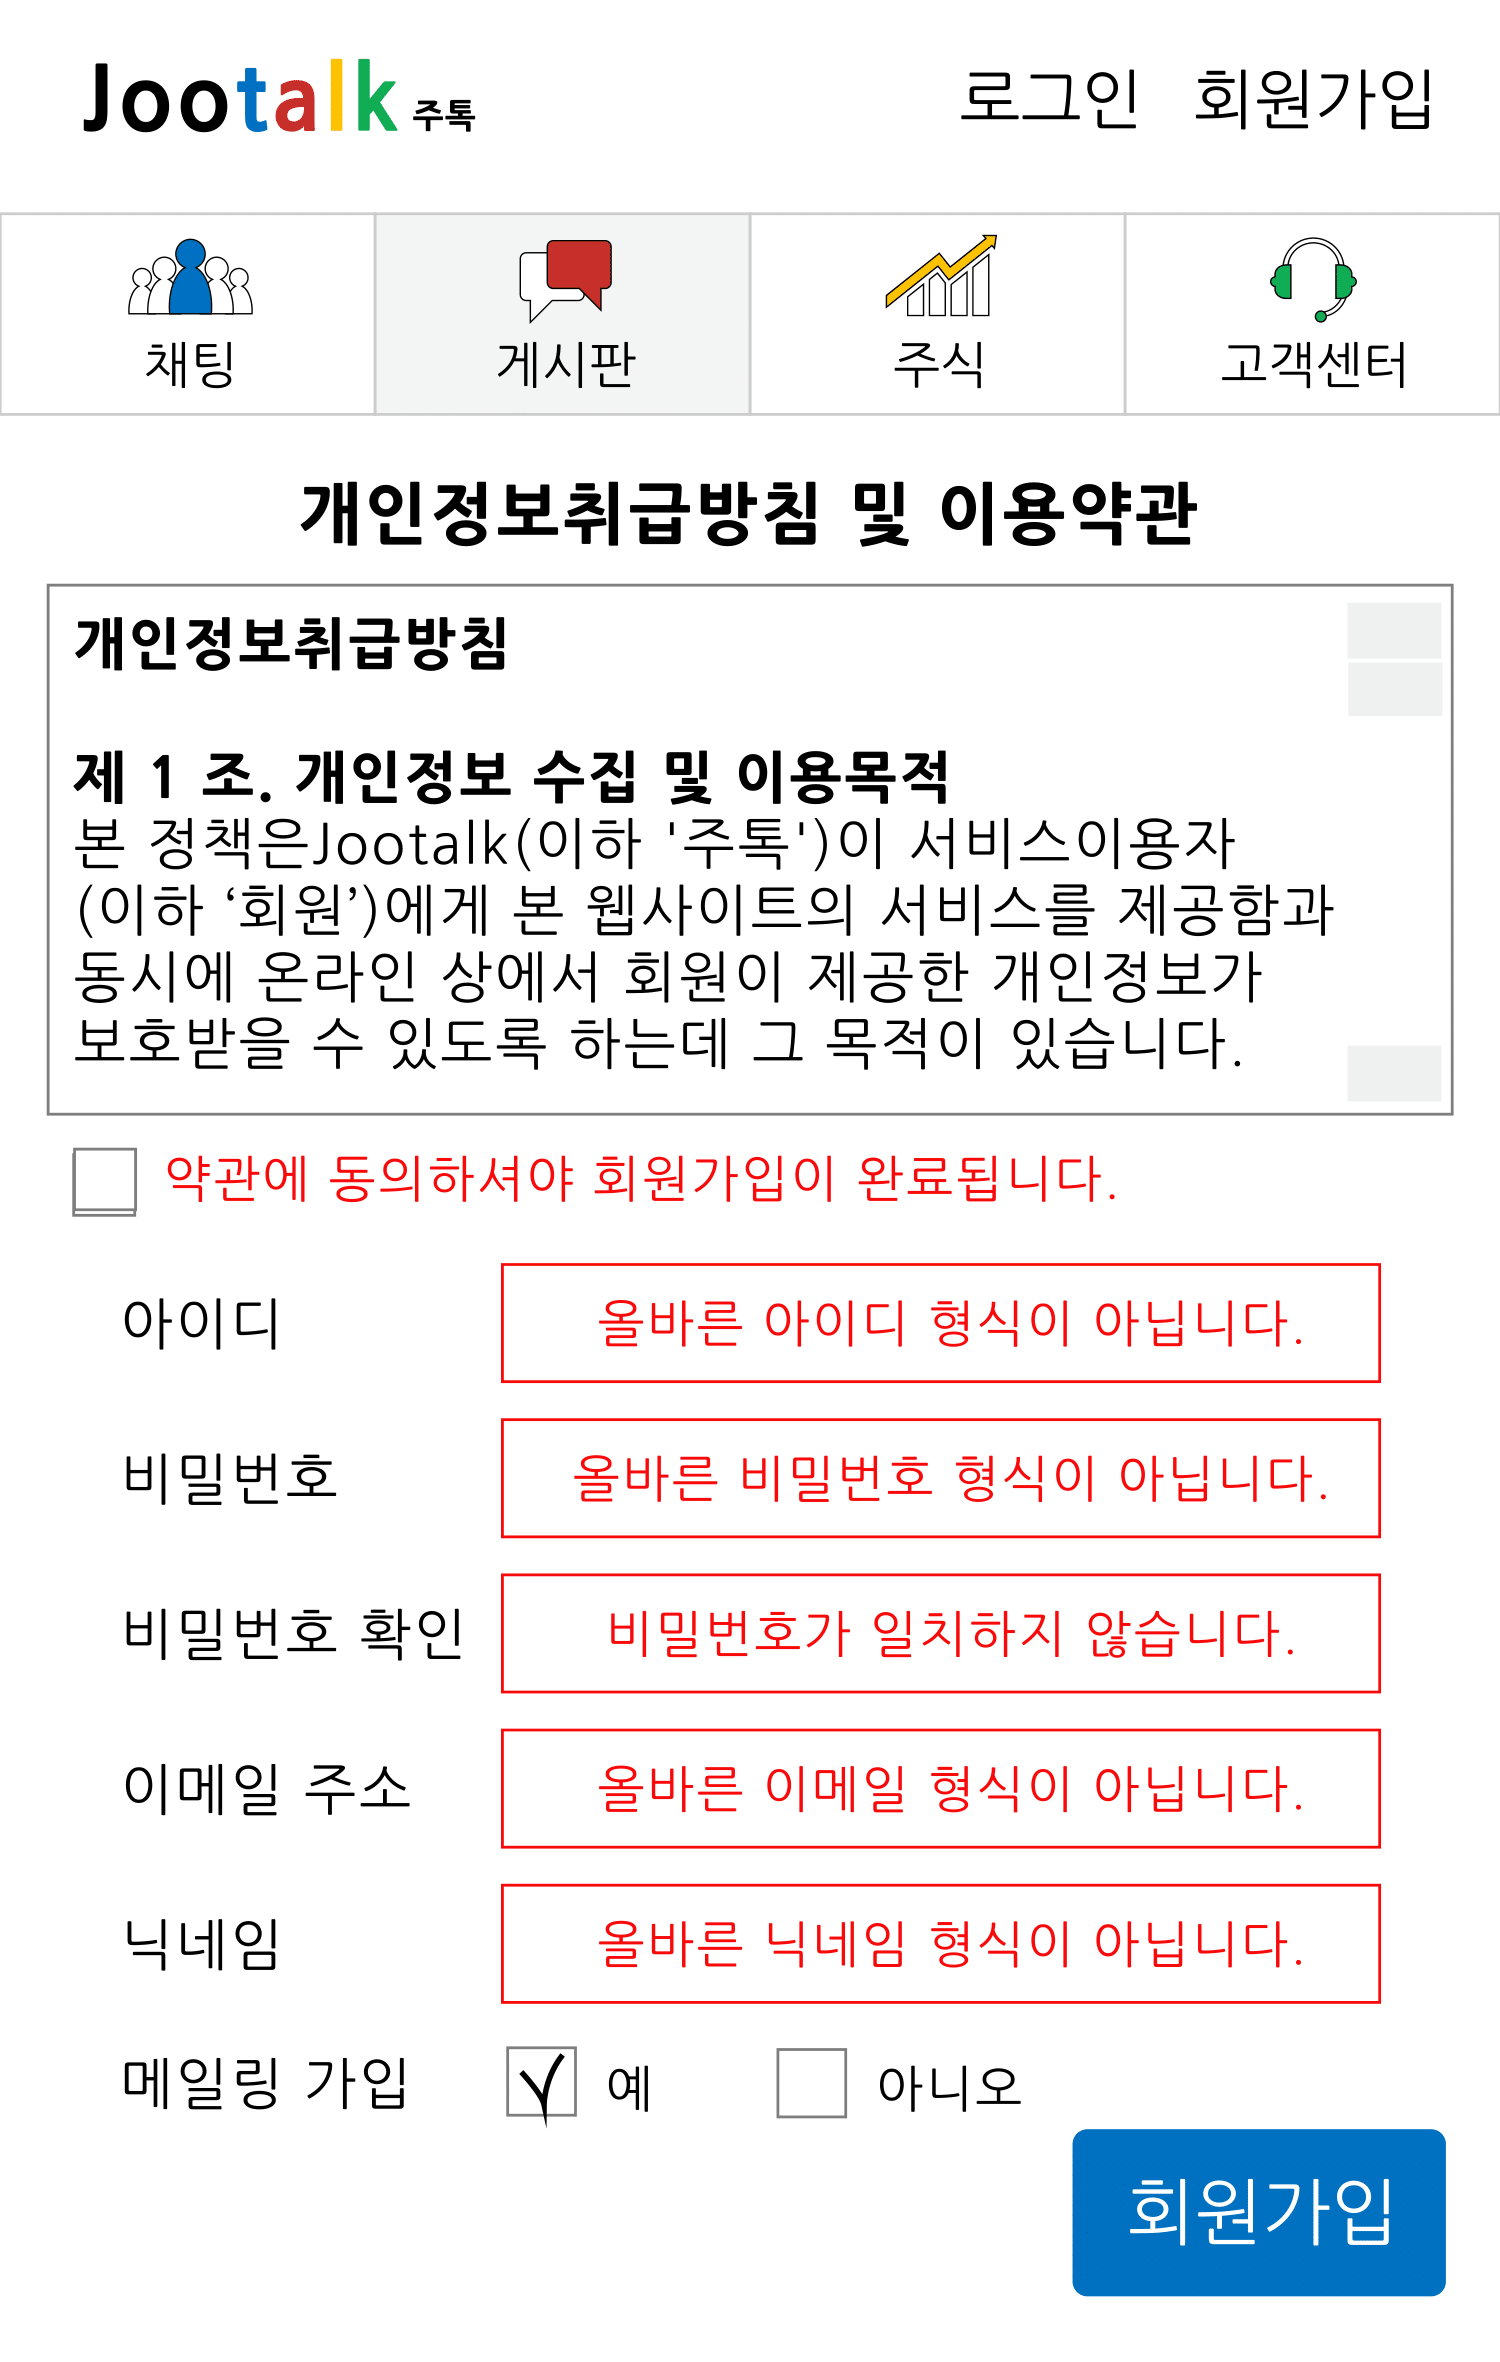 Jootalk 주톡
로그인 회원가입
채팅 게시판 주식 고객센터
개인정보취급방침 및 이용약관
개인정보취급방침
제 1 조. 개인정보 수집 및 이용목적
본 정책은Jootalk(이하 '주톡')이 서비스이용자
(이하 ‘회원’)에게 본 웹사이트의 서비스를 제공함과
동시에 온라인 상에서 회원이 제공한 개인정보가
보호받을 수 있도록 하는데 그 목적이 있습니다.
약관에 동의하셔야 회원가입이 완료됩니다.
아이디 올바른 아이디 형식이 아닙니다.
비밀번호 올바른 비밀번호 형식이 아닙니다.
비밀번호 확인 비밀번호가 일치하지 않습니다.
이메일 주소 올바른 이메일 형식이 아닙니다.
닉네임 올바른 닉네임 형식이 아닙니다.
메일링 가입 예 아니오
회원가입